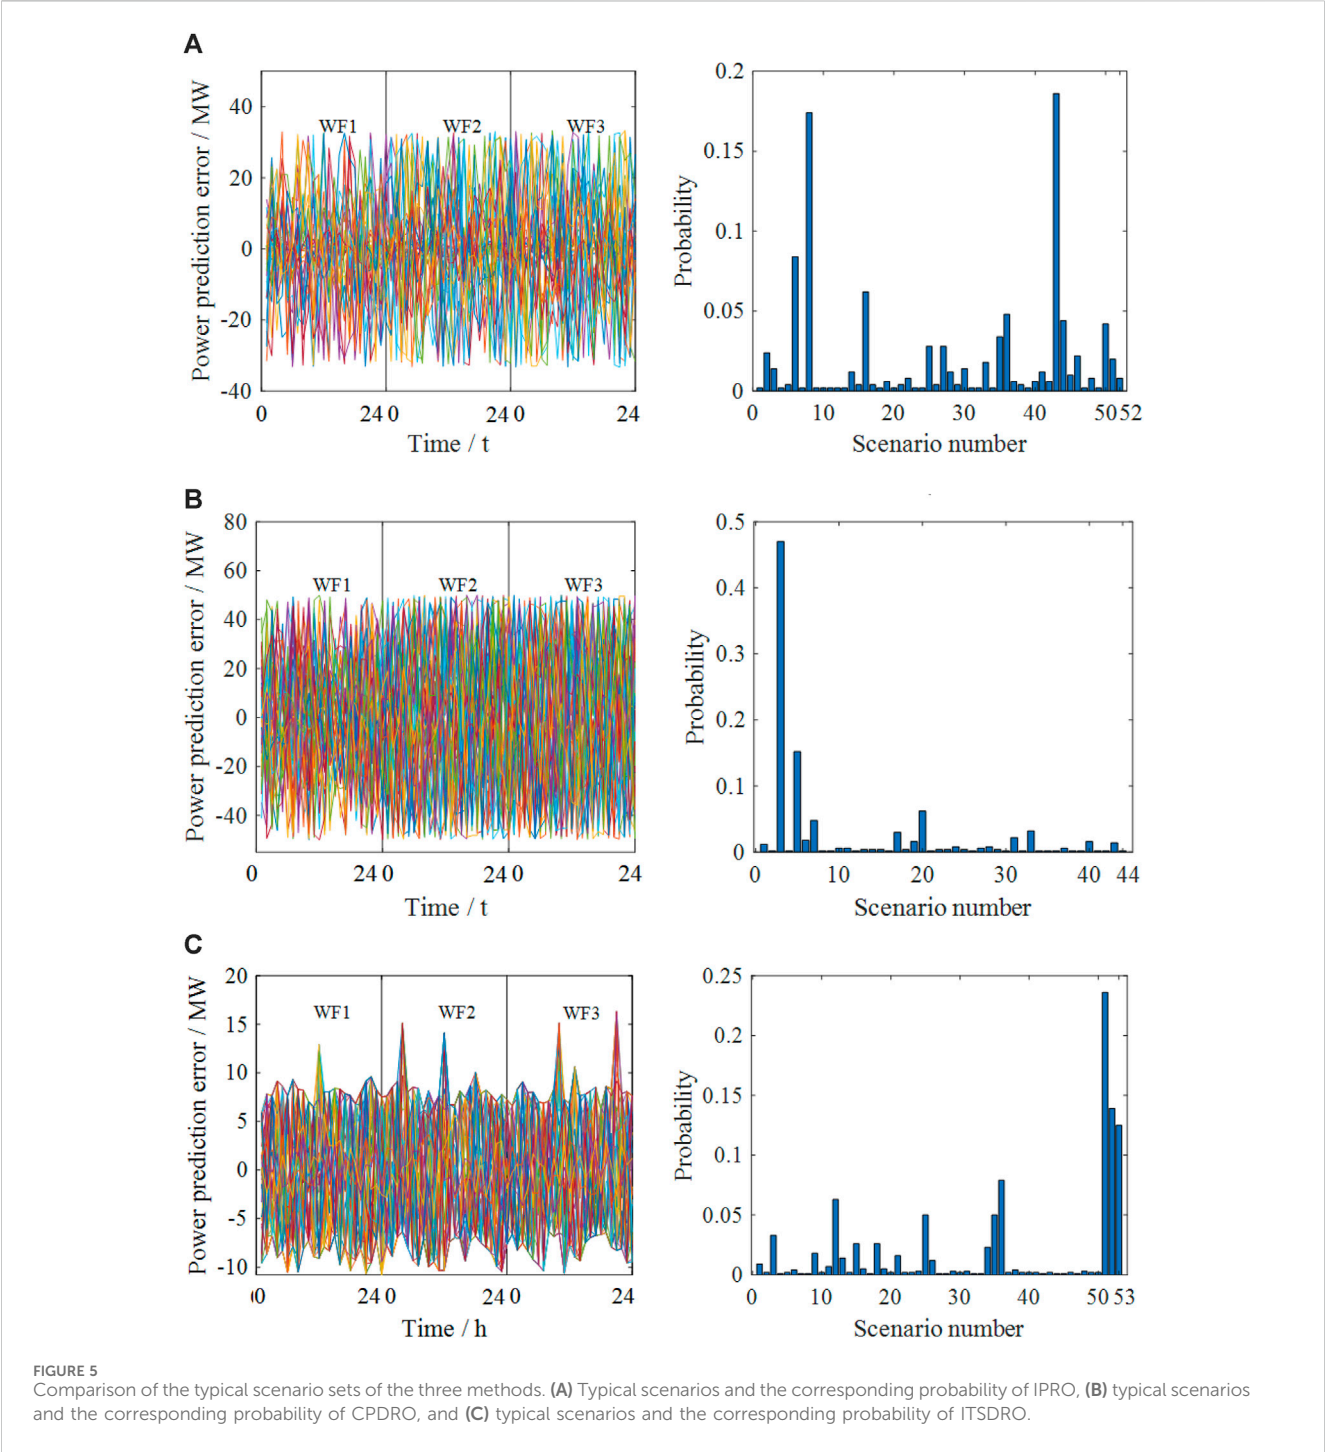 A
Power prediction error / MW
40
20
0
-20
-40
WF1 WF2 WF3
0 24 0 24 0 24
Time / t
Probability
0.2
0.15
0.1
0.05
0
0 10 20 30 40 50 52
Scenario number
B
Power prediction error / MW
80
60
40
20
0
-20
-40
WF1 WF2 WF3
0 24 0 24 0 24
Time / t
Probability
0.5
0.4
0.3
0.2
0.1
0
0 10 20 30 40 44
Scenario number
C
Power prediction error / MW
20
15
10
5
0
-5
-10
WF1 WF2 WF3
0 24 0 24 0 24
Time / h
Probability
0.25
0.2
0.15
0.1
0.05
0
0 10 20 30 40 50 53
Scenario number
FIGURE 5
Comparison of the typical scenario sets of the three methods. (A) Typical scenarios and the corresponding probability of IPRO, (B) typical scenarios
and the corresponding probability of CPDRO, and (C) typical scenarios and the corresponding probability of ITSDRO.